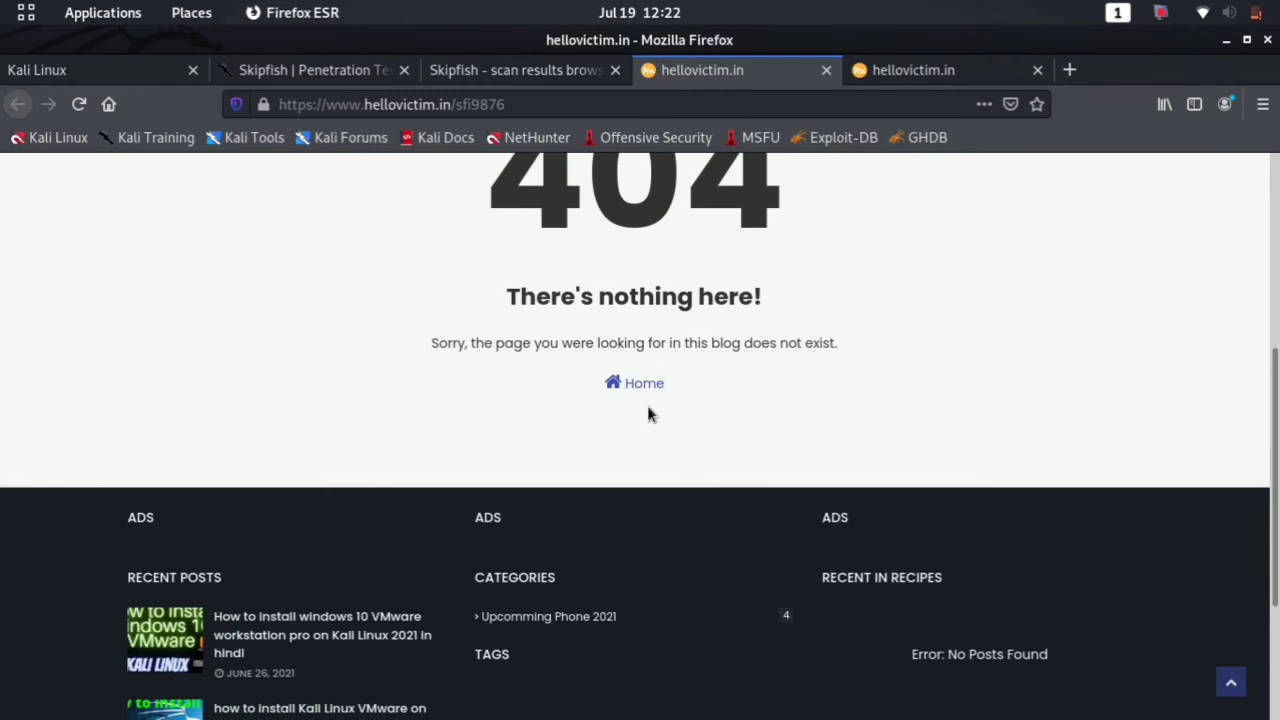 Applications Places Firefox ESR Jul 19 12:22 1
hellovictim.in - Mozilla Firefox
Kali Linux Skipfish | Penetration Te Skipfish - scan results brows hellovictim.in hellovictim.in
https://www.hellovictim.in/sfi9876
Kali Linux Kali Training Kali Tools Kali Forums Kali Docs NetHunter Offensive Security MSFU Exploit-DB GHDB
404
There's nothing here!
Sorry, the page you were looking for in this blog does not exist.
Home
ADS ADS ADS
RECENT POSTS CATEGORIES RECENT IN RECIPES
How to install windows 10 VMware
workstation pro on Kali Linux 2021 in
hindi
JUNE 26, 2021
KALI LINUX
› Upcomming Phone 2021 4
TAGS
Error: No Posts Found
how to install Kali Linux VMware on